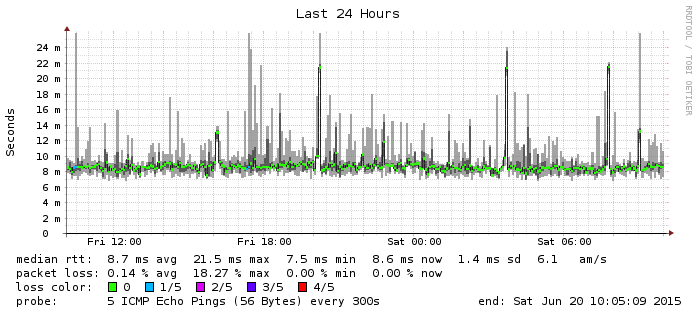 Last 24 Hours
RRDTOOL / TOBI OETIKER
Seconds
24 m
22 m
20 m
18 m
16 m
14 m
12 m
10 m
8 m
6 m
4 m
2 m
0
Fri 12:00 Fri 18:00 Sat 00:00 Sat 06:00
median rtt: 8.7 ms avg 21.5 ms max 7.5 ms min 8.6 ms now 1.4 ms sd 6.1 am/s
packet loss: 0.14 % avg 18.27 % max 0.00 % min 0.00 % now
loss color: 0 1/5 2/5 3/5 4/5
probe: 5 ICMP Echo Pings (56 Bytes) every 300s end: Sat Jun 20 10:05:09 2015